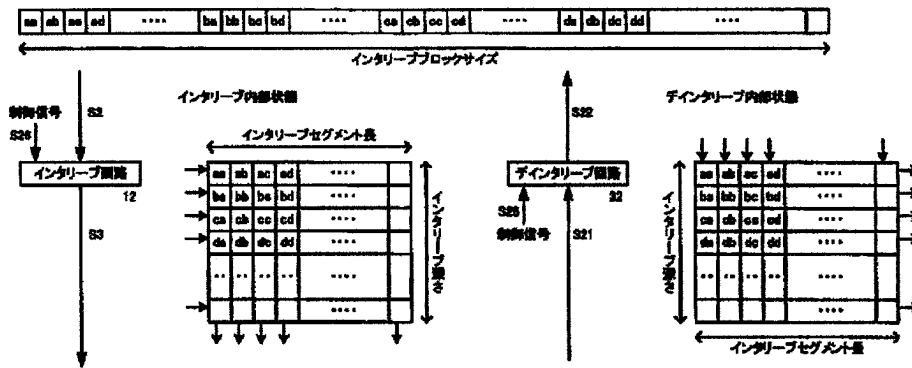 aa ab ac ad ・・・・ ba bb bc bd ・・・・ ca cb cc cd ・・・・ da db dc dd ・・・・
インタリーブブロックサイズ
制御信号
S26
S2
インタリーブ回路
12
S3
インタリーブ内部状態
インタリーブセグメント長
aa ab ac ad ・・・・
ba bb bc bd ・・・・
ca cb cc cd ・・・・
da db dc dd ・・・・
・・ ・・ ・・ ・・ ・・・・
・・・・
インタリーブ深さ
S22
デインタリーブ回路
32
S26
制御信号
S21
デインタリーブ内部状態
aa ab ac ad ・・・・
ba bb bc bd ・・・・
ca cb cc cd ・・・・
da db dc dd ・・・・
・・ ・・ ・・ ・・ ・・・・
・・・・
インタリーブ深さ
インタリーブセグメント長